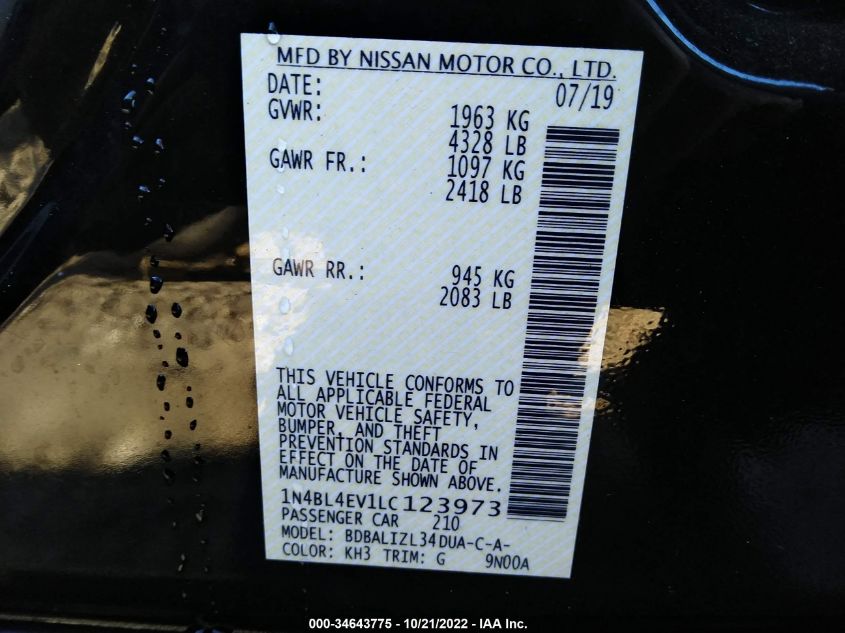 MFD BY NISSAN MOTOR CO., LTD.
DATE: 07/19
GVWR: 1963 KG
4328 LB
GAWR FR.: 1097 KG
2418 LB
GAWR RR.: 945 KG
2083 LB
THIS VEHICLE CONFORMS TO
ALL APPLICABLE FEDERAL
MOTOR VEHICLE SAFETY,
BUMPER, AND THEFT
PREVENTION STANDARDS IN
EFFECT ON THE DATE OF
MANUFACTURE SHOWN ABOVE.
1N4BL4EV1LC123973
PASSENGER CAR 210
MODEL: BDBALIZL34DUA-C-A-
COLOR: KH3 TRIM: G 9N00A
000-34643775 - 10/21/2022 - IAA Inc.